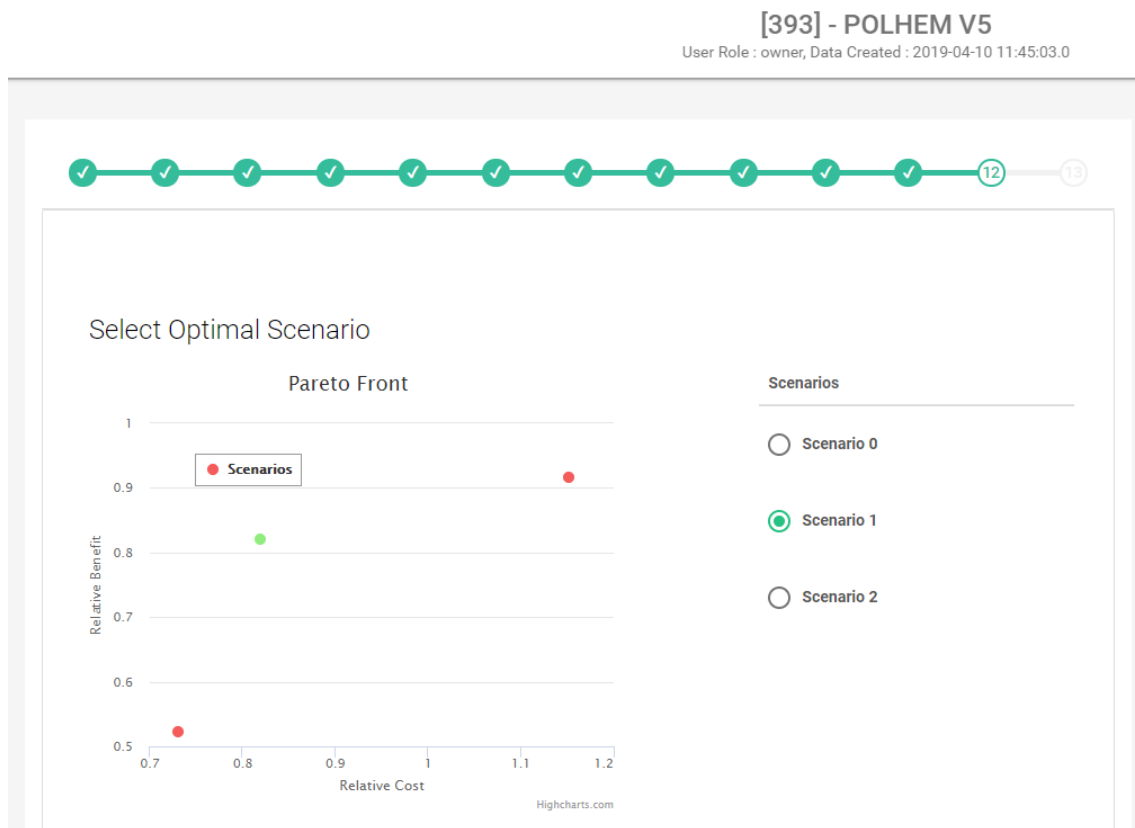 [393] - POLHEM V5
User Role : owner, Data Created : 2019-04-10 11:45:03.0
12
13
Select Optimal Scenario
Pareto Front
Scenarios
1
0.9
0.8
0.7
0.6
0.5
Relative Benefit
Scenarios
0.7 0.8 0.9 1 1.1 1.2
Relative Cost
Highcharts.com
Scenario 0
Scenario 1
Scenario 2